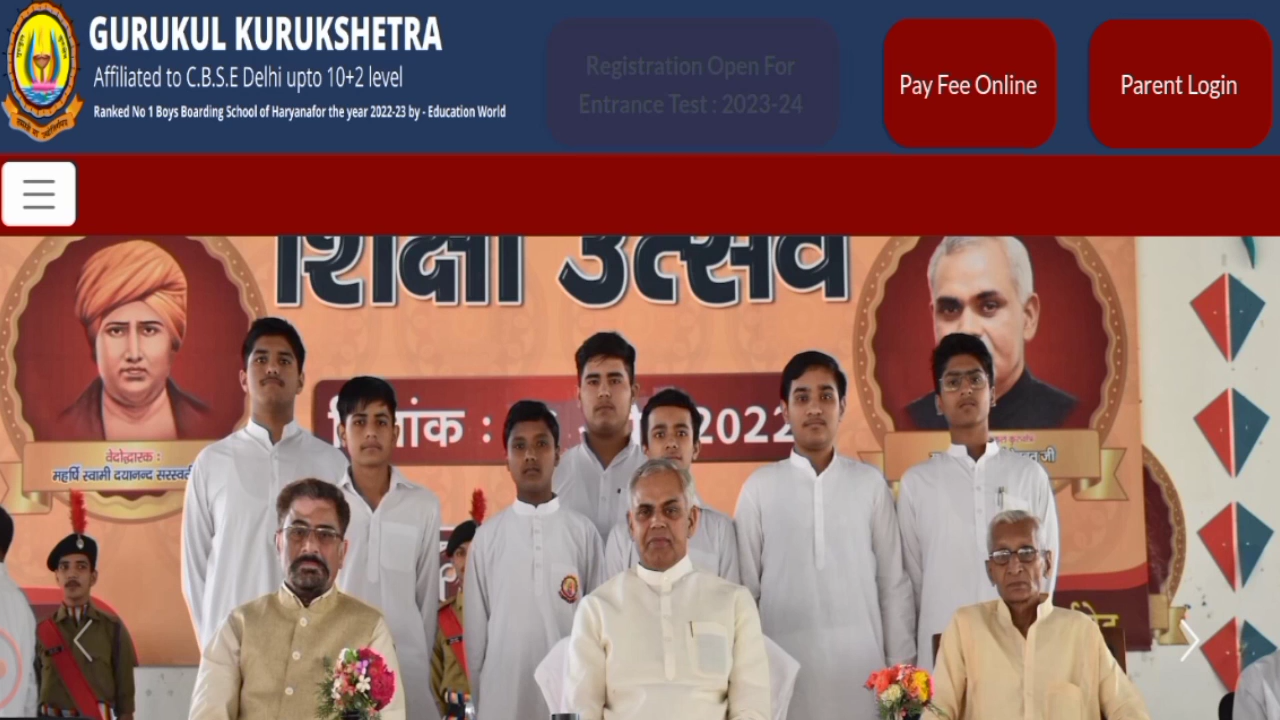 GURUKUL KURUKSHETRA
Affiliated to C.B.S.E Delhi upto 10+2 level
Ranked No 1 Boys Boarding School of Haryanafor the year 2022-23 by - Education World
Registration Open For
Entrance Test : 2023-24
Pay Fee Online
Parent Login
शिक्षा उत्सव
2022
वेदोद्धारक :
महर्षि स्वामी दयानन्द सरस्वती